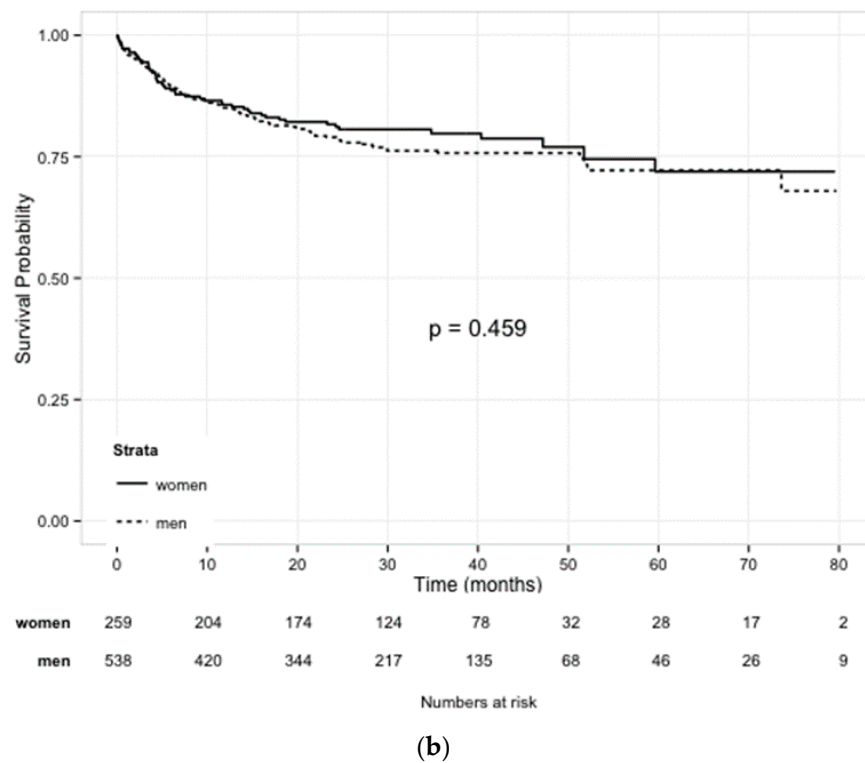 1.00
0.75
0.50
0.25
0.00
Survival Probability
p = 0.459
Strata
women
men
0 10 20 30 40 50 60 70 80
Time (months)
women 259 204 174 124 78 32 28 17 2
men 538 420 344 217 135 68 46 26 9
Numbers at risk
(b)